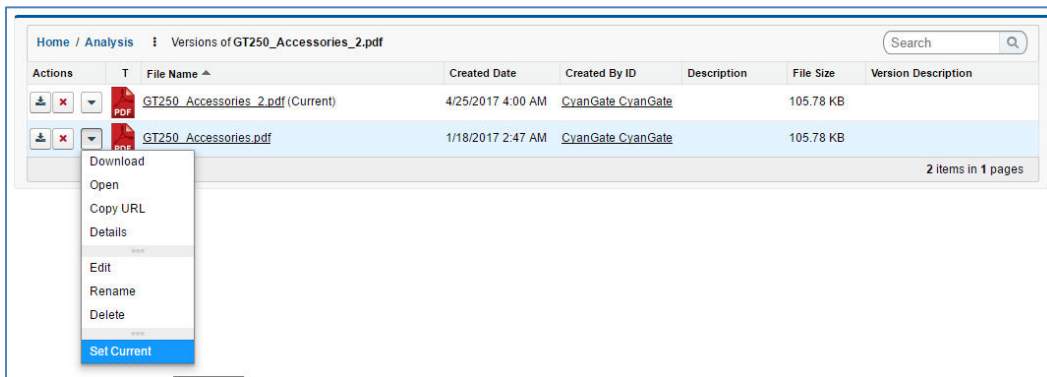 Home / Analysis ⋮ Versions of GT250_Accessories_2.pdf Search
Actions T File Name Created Date Created By ID Description File Size Version Description
PDF GT250_Accessories_2.pdf (Current) 4/25/2017 4:00 AM CyanGate CyanGate 105.78 KB
PDF GT250_Accessories.pdf 1/18/2017 2:47 AM CyanGate CyanGate 105.78 KB
2 items in 1 pages
Download
Open
Copy URL
Details
Edit
Rename
Delete
Set Current